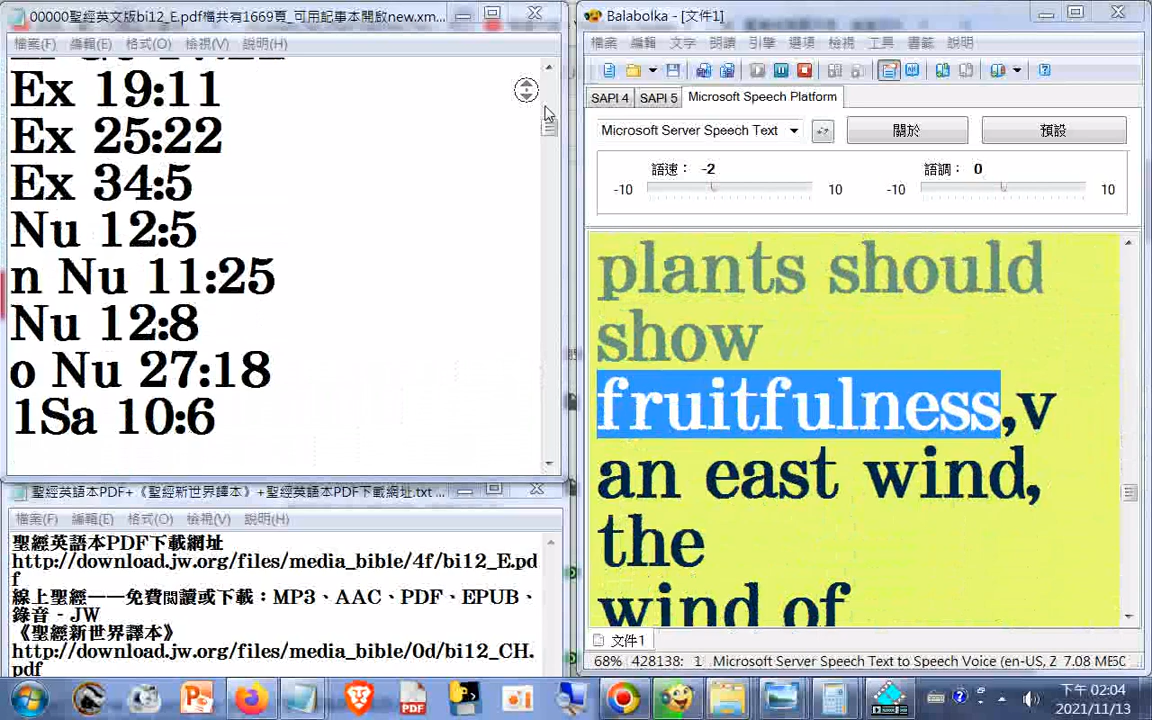 00000聖經英文版bi12_E.pdf檔共有1669頁_可用記事本開啟new.xm...
檔案(F) 編輯(E) 格式(O) 檢視(V) 說明(H)
Ex 19:11
Ex 25:22
Ex 34:5
Nu 12:5
n Nu 11:25
Nu 12:8
o Nu 27:18
1Sa 10:6
聖經英語本PDF+《聖經新世界譯本》+聖經英語本PDF下載網址.txt ...
檔案(F) 編輯(E) 格式(O) 檢視(V) 說明(H)
聖經英語本PDF下載網址
http://download.jw.org/files/media_bible/4f/bi12_E.pd
f
線上聖經——免費閱讀或下載：MP3、AAC、PDF、EPUB、
錄音 - JW
《聖經新世界譯本》
http://download.jw.org/files/media_bible/0d/bi12_CH.
pdf
Balabolka - [文件1]
檔案 編輯 文字 朗讀 引擎 選項 檢視 工具 書籤 說明
SAPI 4 SAPI 5 Microsoft Speech Platform
Microsoft Server Speech Text 關於 預設
語速： -2 語調： 0
-10 10 -10 10
plants should
show
fruitfulness,v
an east wind,
the
wind of
文件1
68% 428138: 1 Microsoft Server Speech Text to Speech Voice (en-US, Z 7.08 ME
下午 02:04
2021/11/13